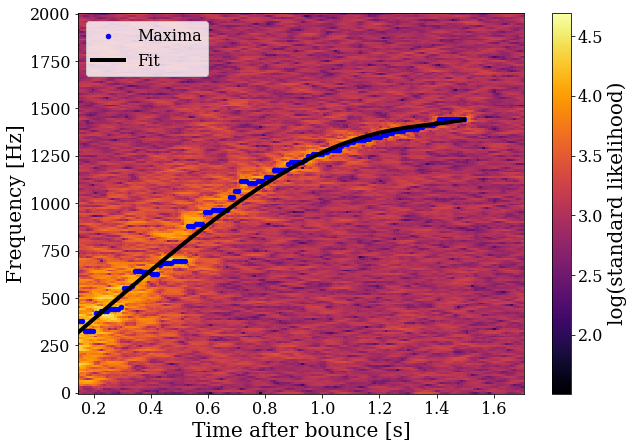 2000
1750
1500
1250
1000
750
500
250
0
Frequency [Hz]
Maxima
Fit
0.2 0.4 0.6 0.8 1.0 1.2 1.4 1.6
Time after bounce [s]
4.5
4.0
3.5
3.0
2.5
2.0
log(standard likelihood)